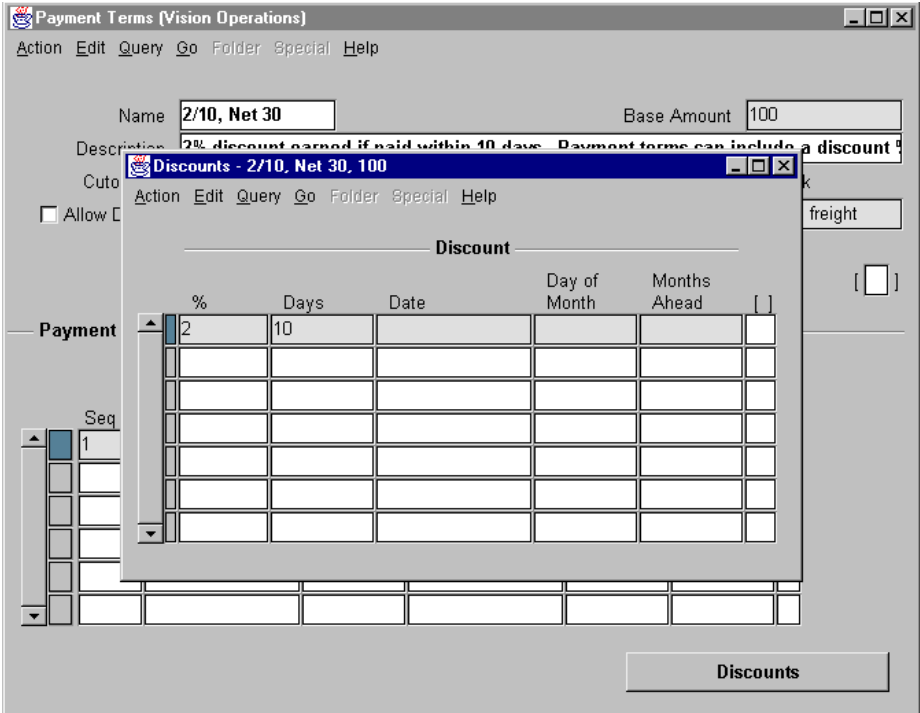 Payment Terms (Vision Operations)
Action Edit Query Go Folder Special Help
Name 2/10, Net 30 Base Amount 100
Description 2% discount earned if paid within 10 days. Payment terms can include a discount
Discounts - 2/10, Net 30, 100
Cuto k
Action Edit Query Go Folder Special Help
Allow D freight
Discount
[ ]
% Days Date Day of Month Months Ahead [ ]
Payment
2 10
Seq
1
Discounts